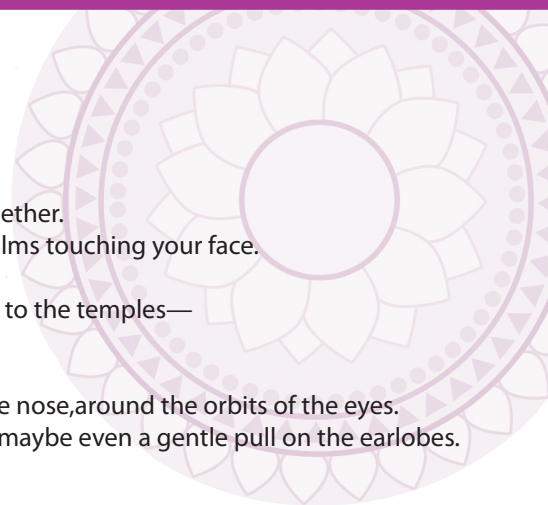 ether.
lms touching your face.
to the temples—
e nose,around the orbits of the eyes.
maybe even a gentle pull on the earlobes.